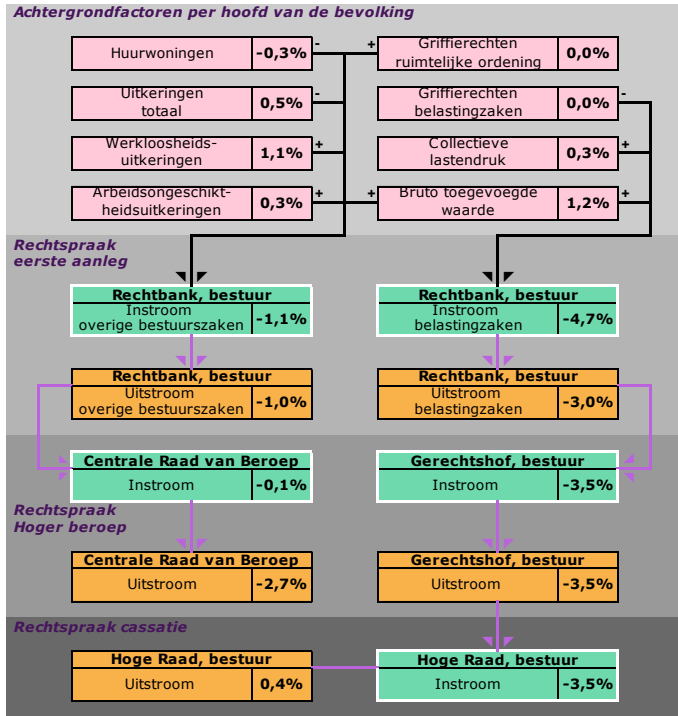 Achtergrondfactoren per hoofd van de bevolking
Huurwoningen -0,3% -
+ Griffierechten
ruimtelijke ordening 0,0%
Uitkeringen
totaal 0,5% -
Griffierechten
belastingzaken 0,0% -
Werkloosheids-
uitkeringen 1,1% +
Collectieve
lastendruk 0,3% +
Arbeidsongeschikt-
heidsuitkeringen 0,3% +
+ Bruto toegevoegde
waarde 1,2% +
Rechtspraak
eerste aanleg
Rechtbank, bestuur
Instroom
overige bestuurszaken -1,1%
Rechtbank, bestuur
Instroom
belastingzaken -4,7%
Rechtbank, bestuur
Uitstroom
overige bestuurszaken -1,0%
Rechtbank, bestuur
Uitstroom
belastingzaken -3,0%
Centrale Raad van Beroep
Instroom -0,1%
Gerechtshof, bestuur
Instroom -3,5%
Rechtspraak
Hoger beroep
Centrale Raad van Beroep
Uitstroom -2,7%
Gerechtshof, bestuur
Uitstroom -3,5%
Rechtspraak cassatie
Hoge Raad, bestuur
Uitstroom 0,4%
Hoge Raad, bestuur
Instroom -3,5%